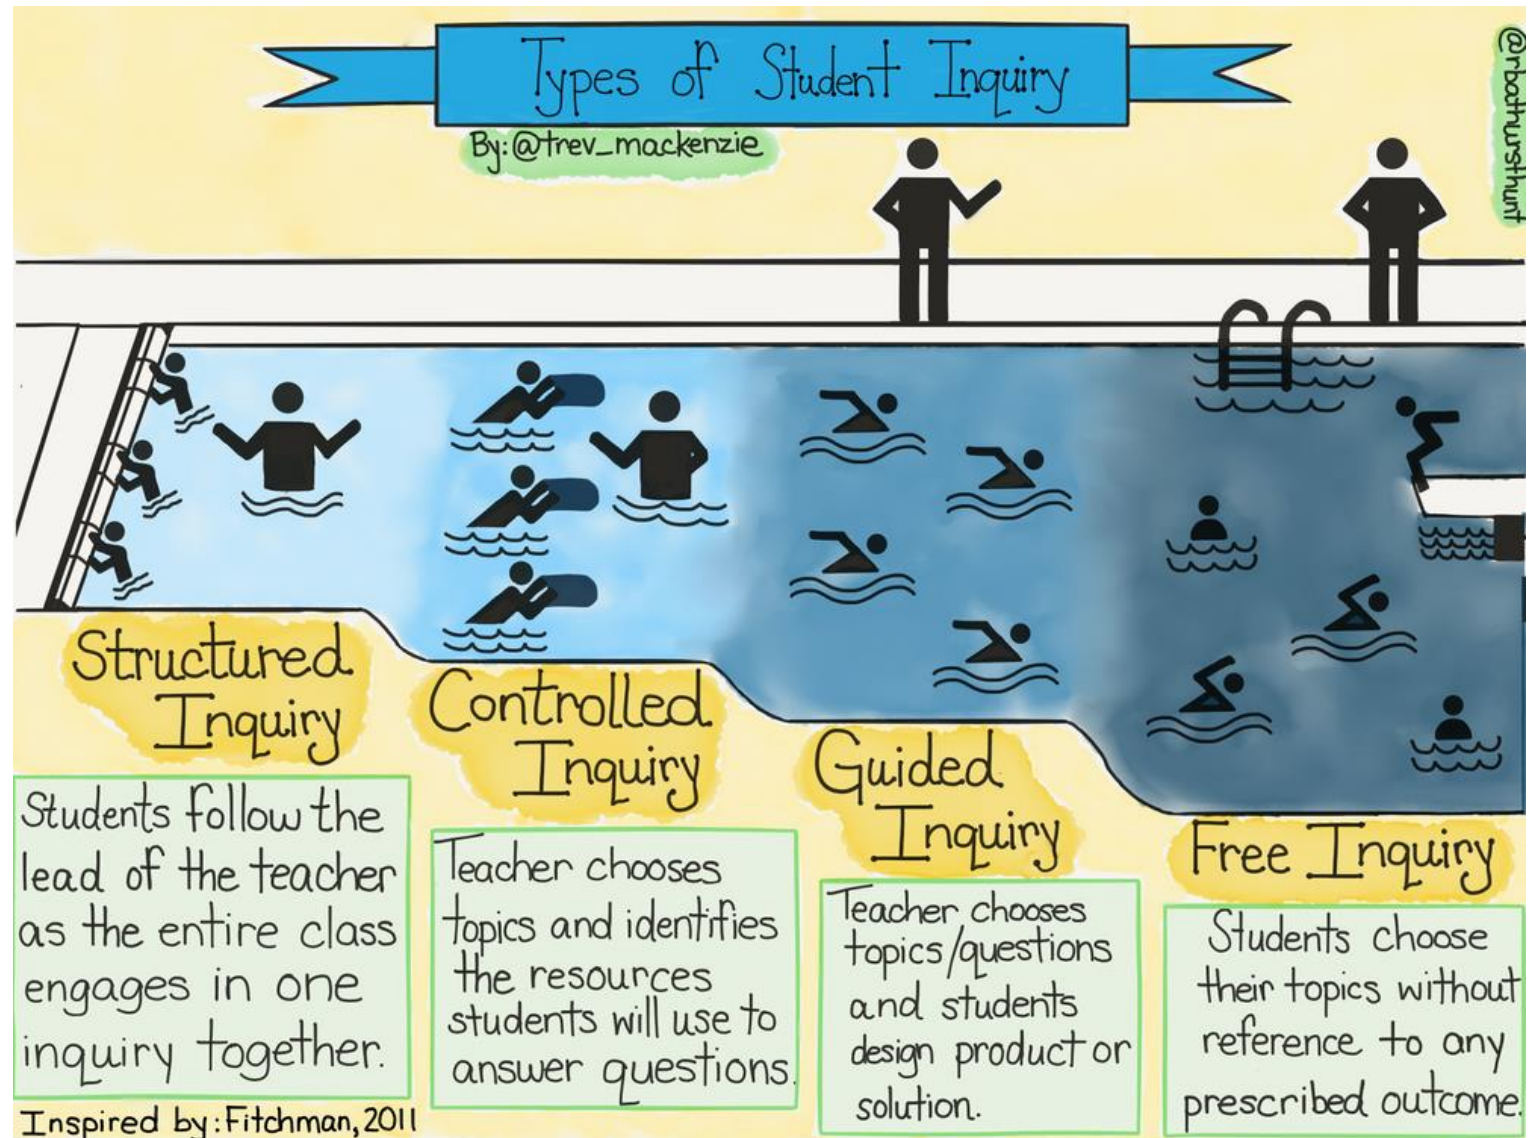 Types of Student Inquiry
By: @trev_mackenzie
@rbathursthunt
Structured
Inquiry
Students follow the
lead of the teacher
as the entire class
engages in one
inquiry together.
Controlled
Inquiry
Teacher chooses
topics and identifies
the resources
students will use to
answer questions.
Guided
Inquiry
Teacher chooses
topics/questions
and students
design product or
solution.
Free Inquiry
Students choose
their topics without
reference to any
prescribed outcome.
Inspired by: Fitchman, 2011